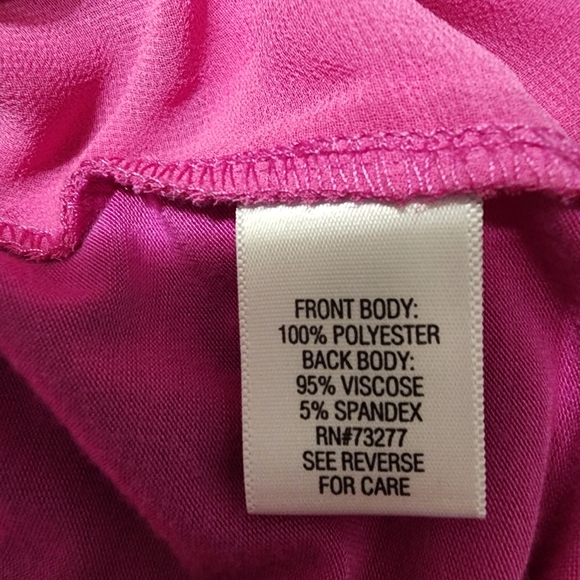 FRONT BODY:
100% POLYESTER
BACK BODY:
95% VISCOSE
5% SPANDEX
RN#73277
SEE REVERSE
FOR CARE